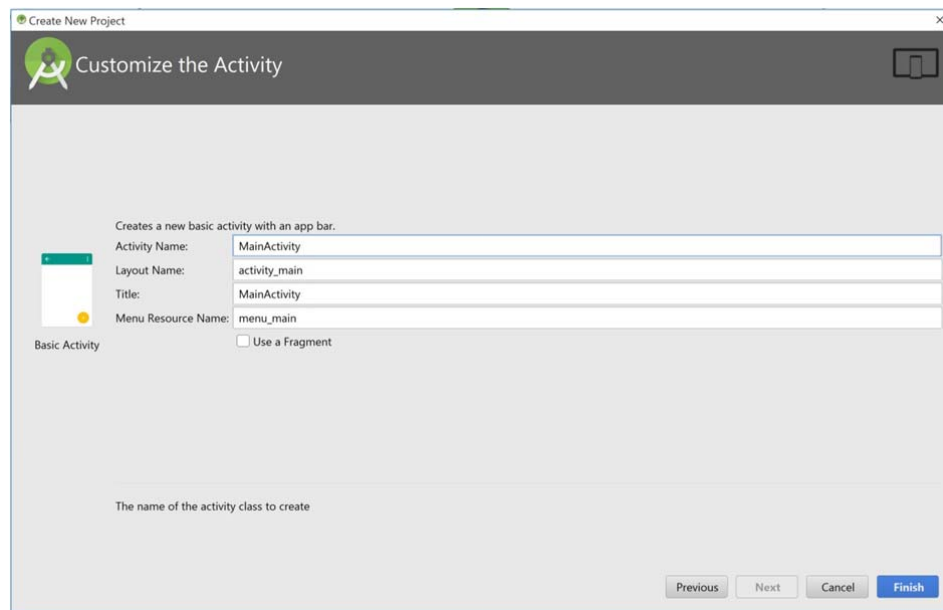 Create New Project
Customize the Activity
Creates a new basic activity with an app bar.
Activity Name: MainActivity
Layout Name: activity_main
Title: MainActivity
Menu Resource Name: menu_main
Use a Fragment
Basic Activity
The name of the activity class to create
Previous Next Cancel Finish